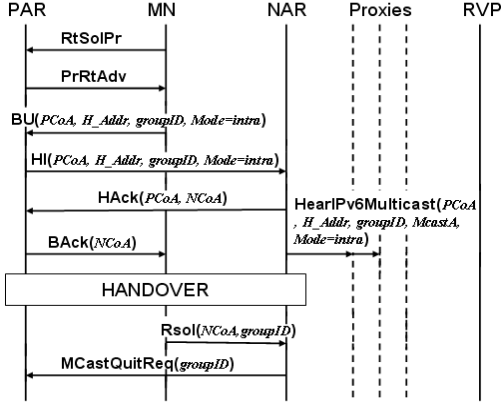 PAR MN NAR Proxies RVP
RtSolPr
PrRtAdv
BU(PCoA, H_Addr, groupID, Mode=intra)
HI(PCoA, H_Addr, groupID, Mode=intra)
HAck(PCoA, NCoA)
HearIPv6Multicast(PCoA
, H_Addr, groupID, McastA,
Mode=intra)
BAck(NCoA)
HANDOVER
Rsol(NCoA,groupID)
MCastQuitReq(groupID)